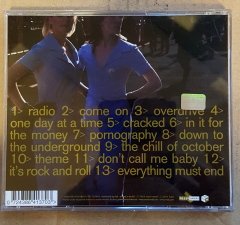 1> radio 2> come on 3> overdrive 4>
one day at a time 5> cracked 6> in it for
the money 7> pornography 8> down to
the underground 9> the chill of october
10> theme 11> don't call me baby 12>
it's rock and roll 13> everything must end